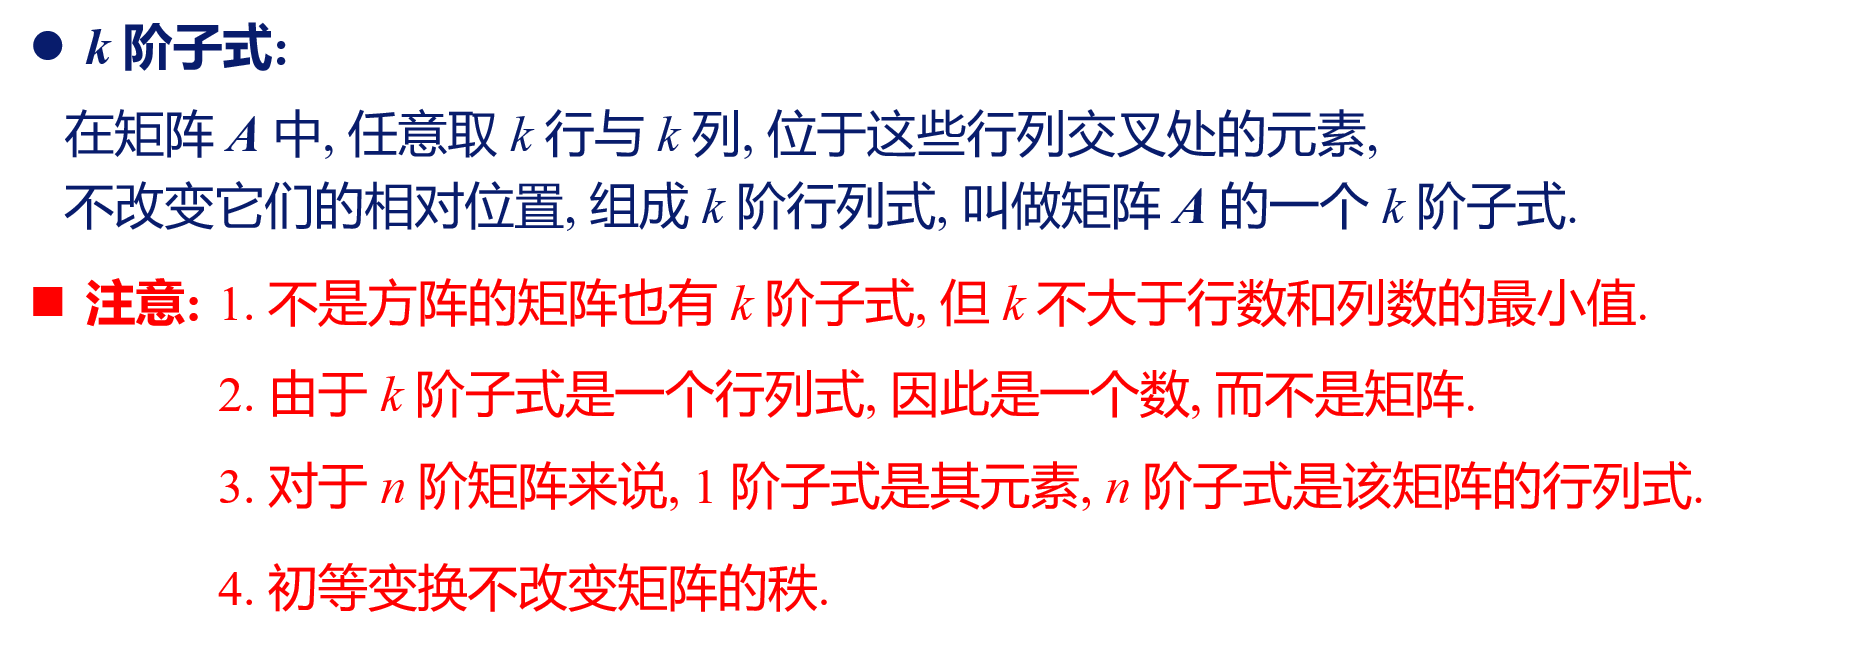 ● k 阶子式:
在矩阵 A 中, 任意取 k 行与 k 列, 位于这些行列交叉处的元素,
不改变它们的相对位置, 组成 k 阶行列式, 叫做矩阵 A 的一个 k 阶子式.
■ 注意: 1. 不是方阵的矩阵也有 k 阶子式, 但 k 不大于行数和列数的最小值.
2. 由于 k 阶子式是一个行列式, 因此是一个数, 而不是矩阵.
3. 对于 n 阶矩阵来说, 1 阶子式是其元素, n 阶子式是该矩阵的行列式.
4. 初等变换不改变矩阵的秩.